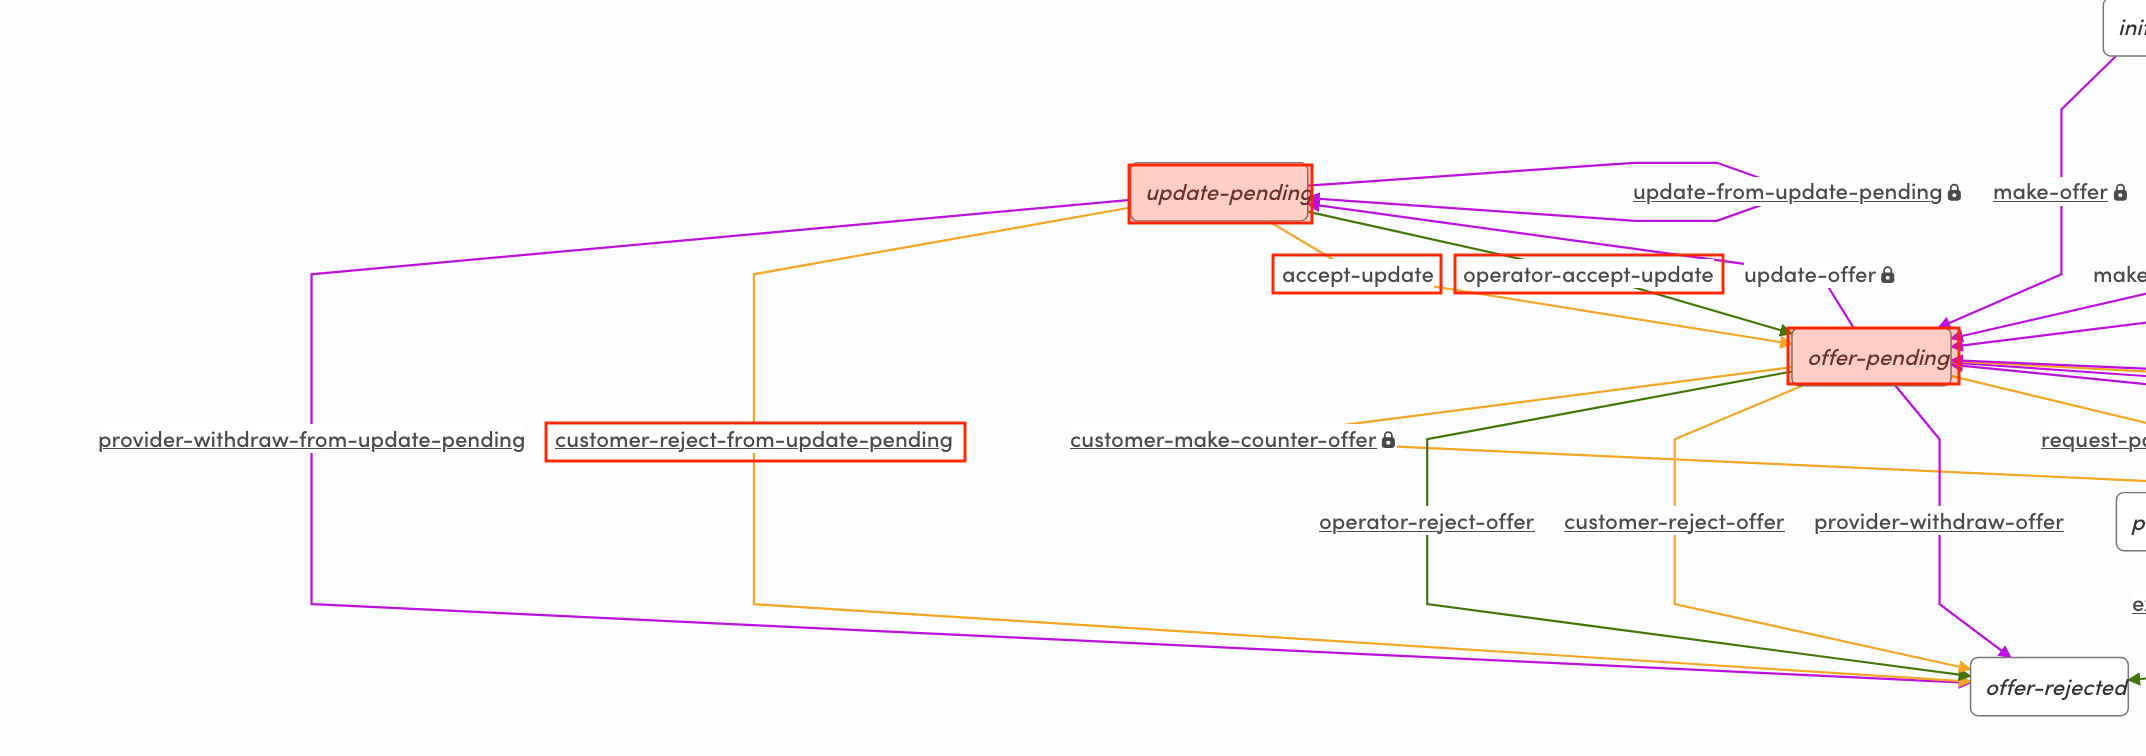 init
update-pending
update-from-update-pending
make-offer
accept-update
operator-accept-update
update-offer
make
offer-pending
provider-withdraw-from-update-pending
customer-reject-from-update-pending
customer-make-counter-offer
request-pa
operator-reject-offer
customer-reject-offer
provider-withdraw-offer
p
offer-rejected